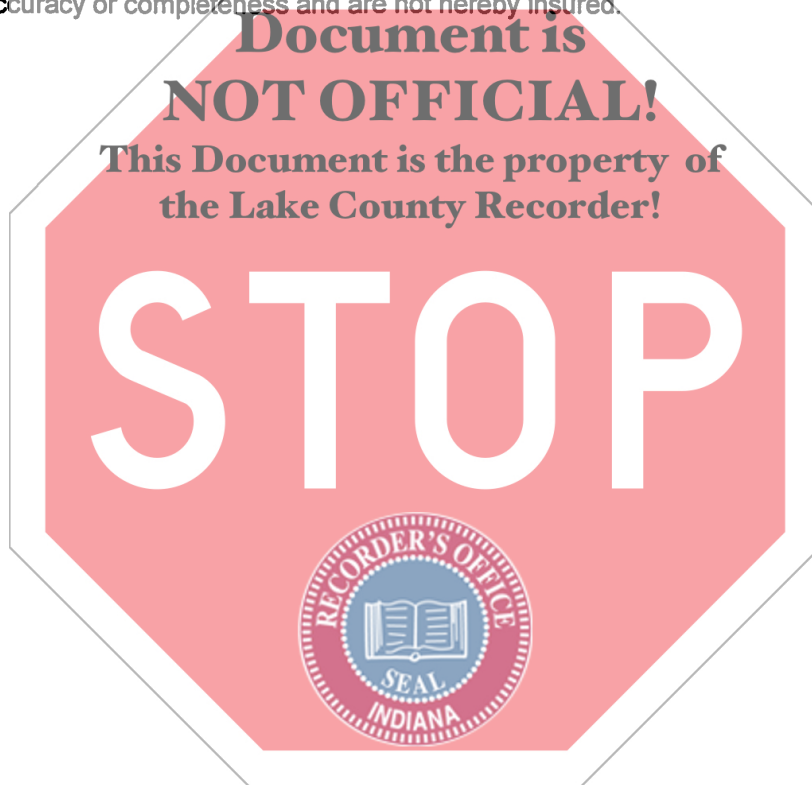 ccuracy or completeness and are not hereby insured.
Document is
NOT OFFICIAL!
This Document is the property of
the Lake County Recorder!
STOP
RECORDER'S OFFICE
SEAL
INDIANA